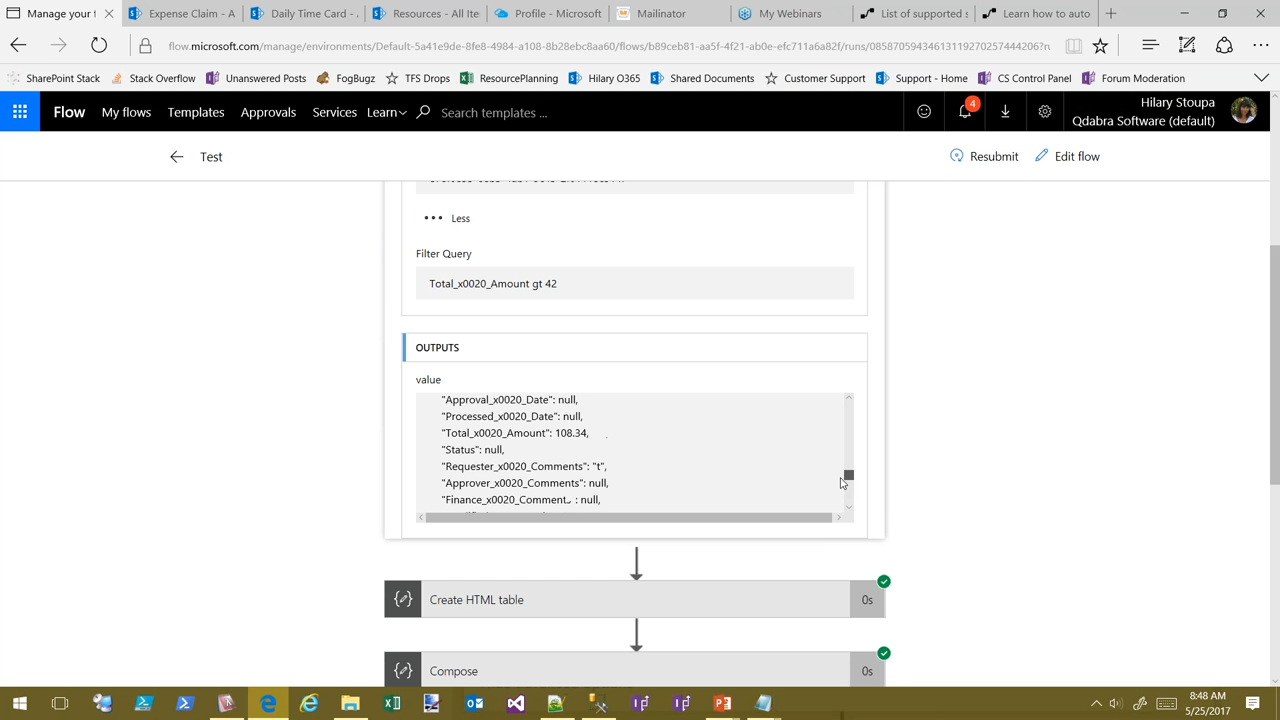 Manage your f
Expense Claim - A
Daily Time Card -
Resources - All Ite
Profile - Microsoft
Mailinator
My Webinars
List of supported s
Learn how to auto
flow.microsoft.com/manage/environments/Default-5a41e9de-8fe8-4984-a108-8b28ebc8aa60/flows/b89ceb81-aa5f-4f21-ab0e-efc711a6a82f/runs/08587059434613119270257444206?n
SharePoint Stack
Stack Overflow
Unanswered Posts
FogBugz
TFS Drops
ResourcePlanning
Hilary O365
Shared Documents
Customer Support
Support - Home
CS Control Panel
Forum Moderation
Flow
My flows
Templates
Approvals
Services
Learn
Search templates ...
4
Hilary Stoupa
Qdabra Software (default)
Test
Resubmit
Edit flow
Less
Filter Query
Total_x0020_Amount gt 42
OUTPUTS
value
"Approval_x0020_Date": null,
"Processed_x0020_Date": null,
"Total_x0020_Amount": 108.34,
"Status": null,
"Requester_x0020_Comments": "t",
"Approver_x0020_Comments": null,
"Finance_x0020_Comment : null,
Create HTML table
0s
Compose
0s
8:48 AM
5/25/2017